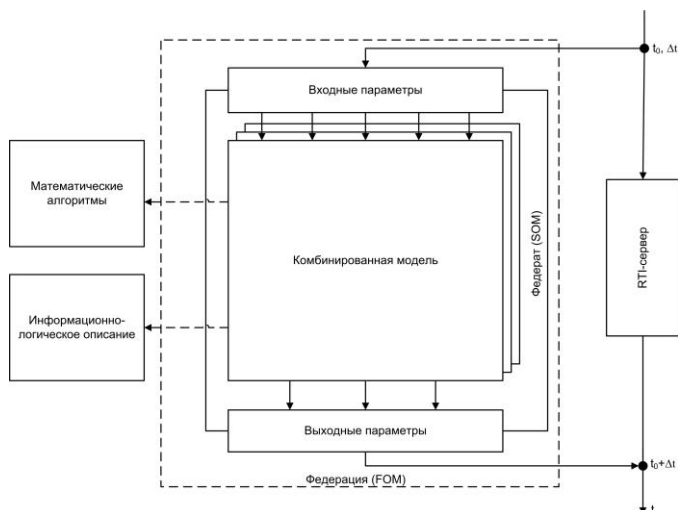 t₀, Δt
Входные параметры
Математические
алгоритмы
Комбинированная модель
Федерат (SOM)
RTI-сервер
Информационно-
логическое описание
Выходные параметры
t₀+Δt
Федерация (FOM)
t